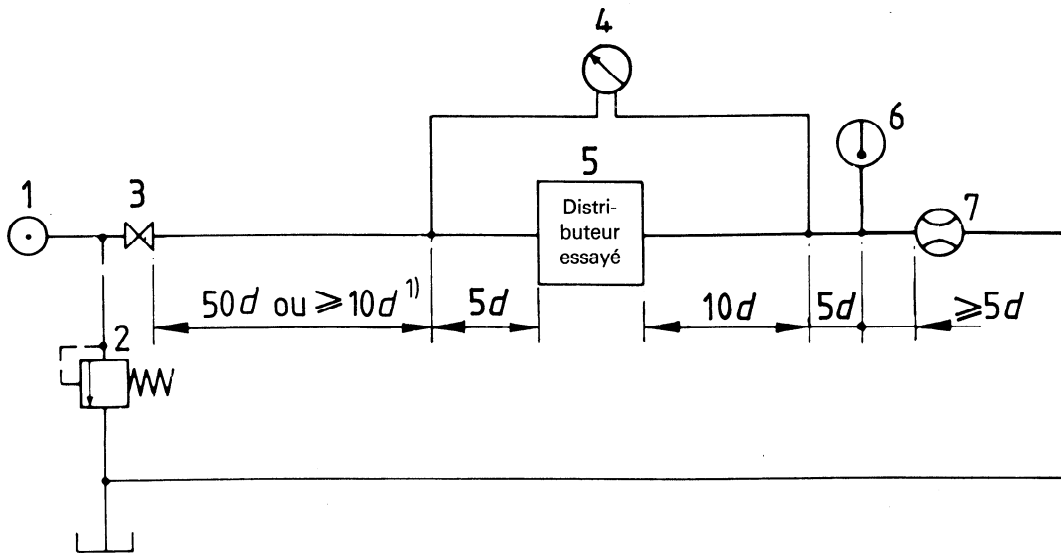 4
6
5
1
3
7
Distri-
buteur
essayé
50d ou ≥10d 1)
5d
10d
5d
≥5d
2